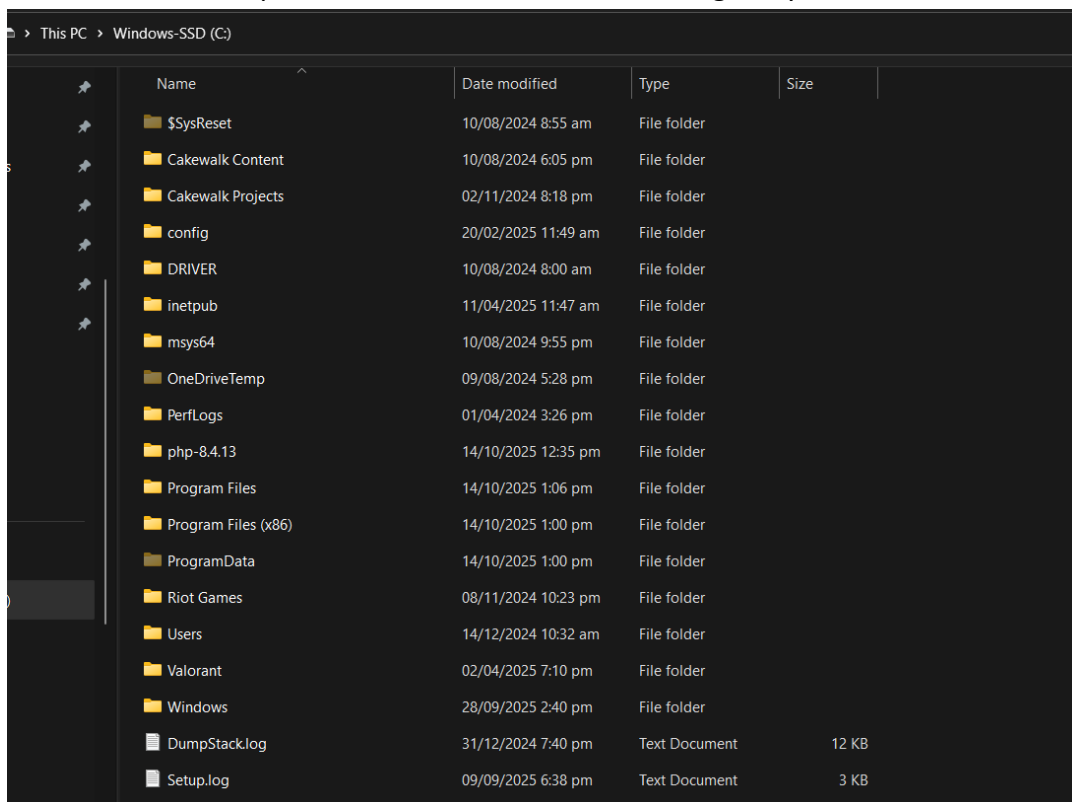 This PC > Windows-SSD (C:)
Name Date modified Type Size
$SysReset 10/08/2024 8:55 am File folder
Cakewalk Content 10/08/2024 6:05 pm File folder
Cakewalk Projects 02/11/2024 8:18 pm File folder
config 20/02/2025 11:49 am File folder
DRIVER 10/08/2024 8:00 am File folder
inetpub 11/04/2025 11:47 am File folder
msys64 10/08/2024 9:55 pm File folder
OneDriveTemp 09/08/2024 5:28 pm File folder
PerfLogs 01/04/2024 3:26 pm File folder
php-8.4.13 14/10/2025 12:35 pm File folder
Program Files 14/10/2025 1:06 pm File folder
Program Files (x86) 14/10/2025 1:00 pm File folder
ProgramData 14/10/2025 1:00 pm File folder
Riot Games 08/11/2024 10:23 pm File folder
Users 14/12/2024 10:32 am File folder
Valorant 02/04/2025 7:10 pm File folder
Windows 28/09/2025 2:40 pm File folder
DumpStack.log 31/12/2024 7:40 pm Text Document 12 KB
Setup.log 09/09/2025 6:38 pm Text Document 3 KB